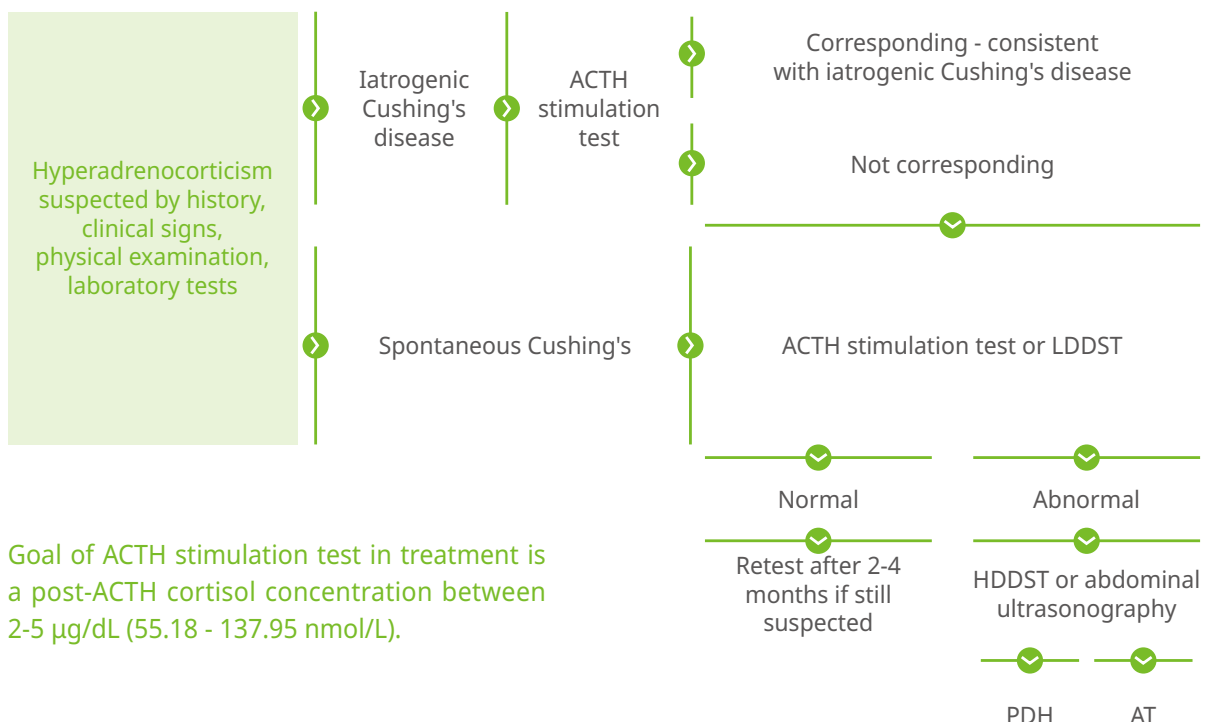 Hyperadrenocorticism
suspected by history,
clinical signs,
physical examination,
laboratory tests
Iatrogenic
Cushing's
disease
ACTH
stimulation
test
Corresponding - consistent
with iatrogenic Cushing's disease
Not corresponding
Spontaneous Cushing's
ACTH stimulation test or LDDST
Normal
Abnormal
Retest after 2-4
months if still
suspected
HDDST or abdominal
ultrasonography
PDH
AT
Goal of ACTH stimulation test in treatment is
a post-ACTH cortisol concentration between
2-5 µg/dL (55.18 - 137.95 nmol/L).